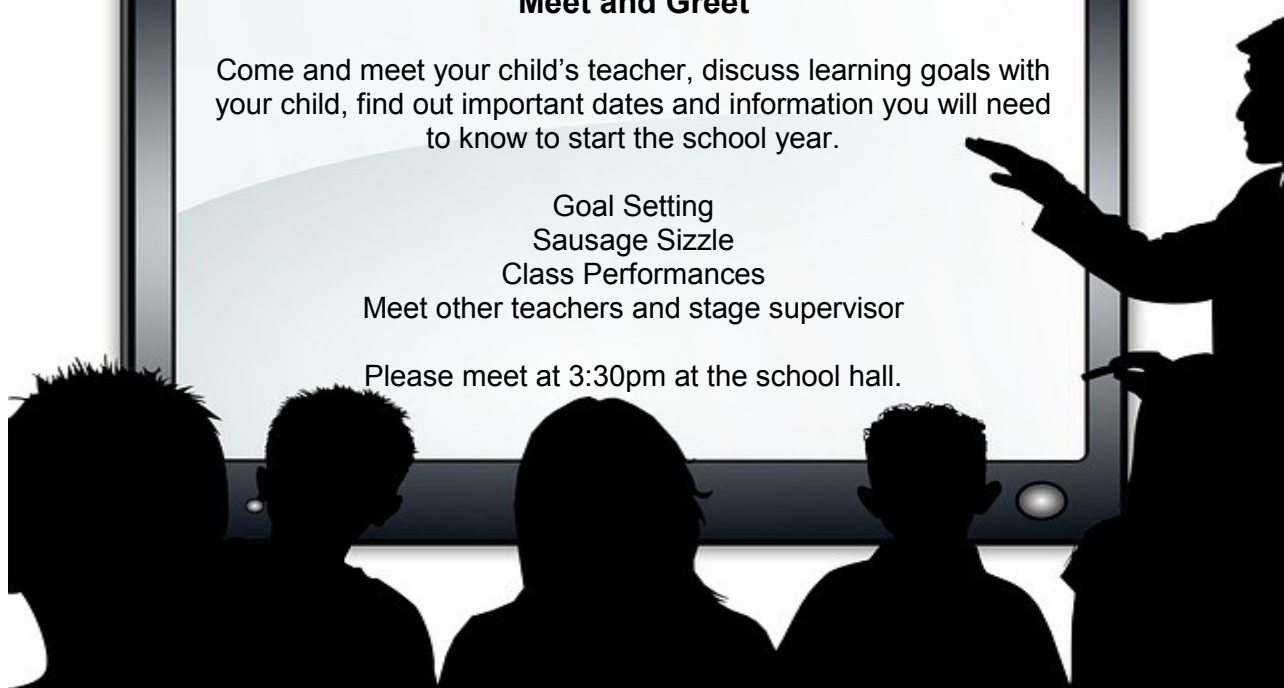 Meet and Greet
Come and meet your child’s teacher, discuss learning goals with
your child, find out important dates and information you will need
to know to start the school year.
Goal Setting
Sausage Sizzle
Class Performances
Meet other teachers and stage supervisor
Please meet at 3:30pm at the school hall.